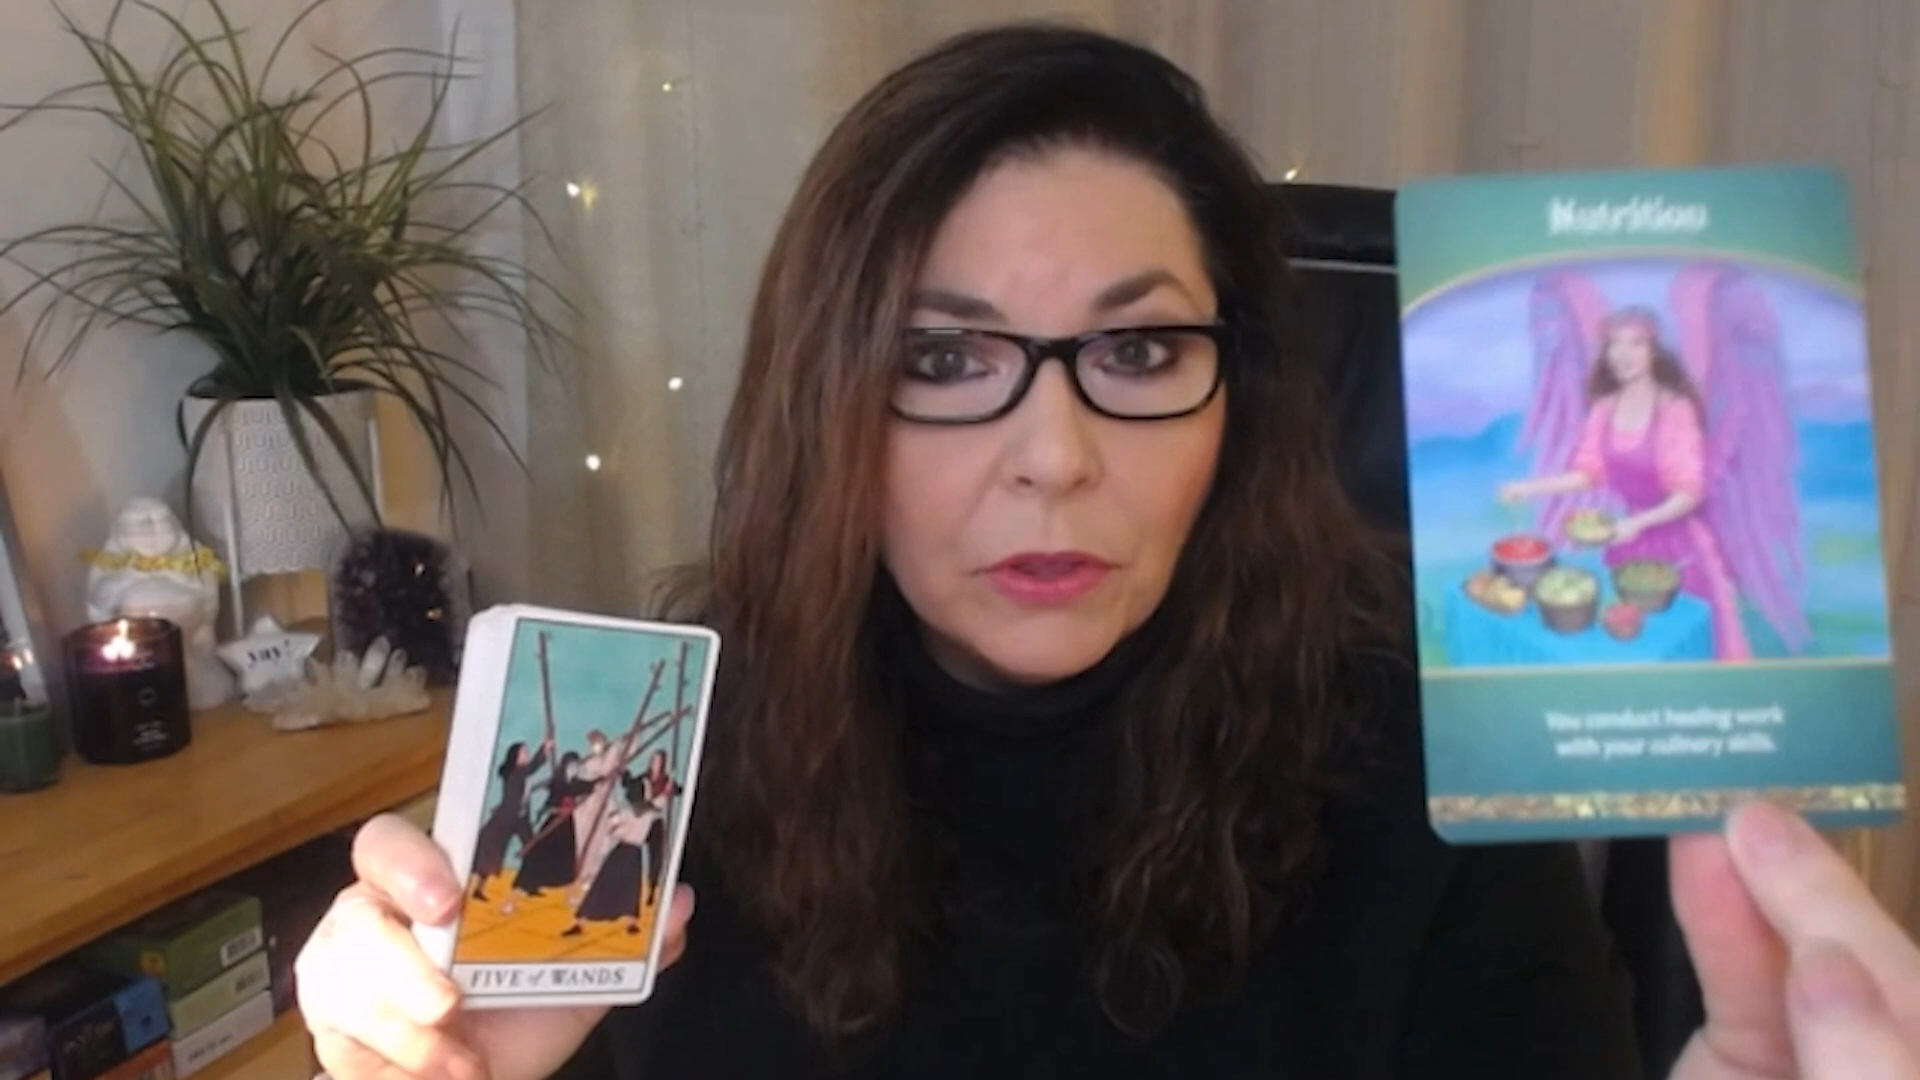 Nutrition
You conduct healing work
with your culinary skills.
yay!
FIVE of WANDS